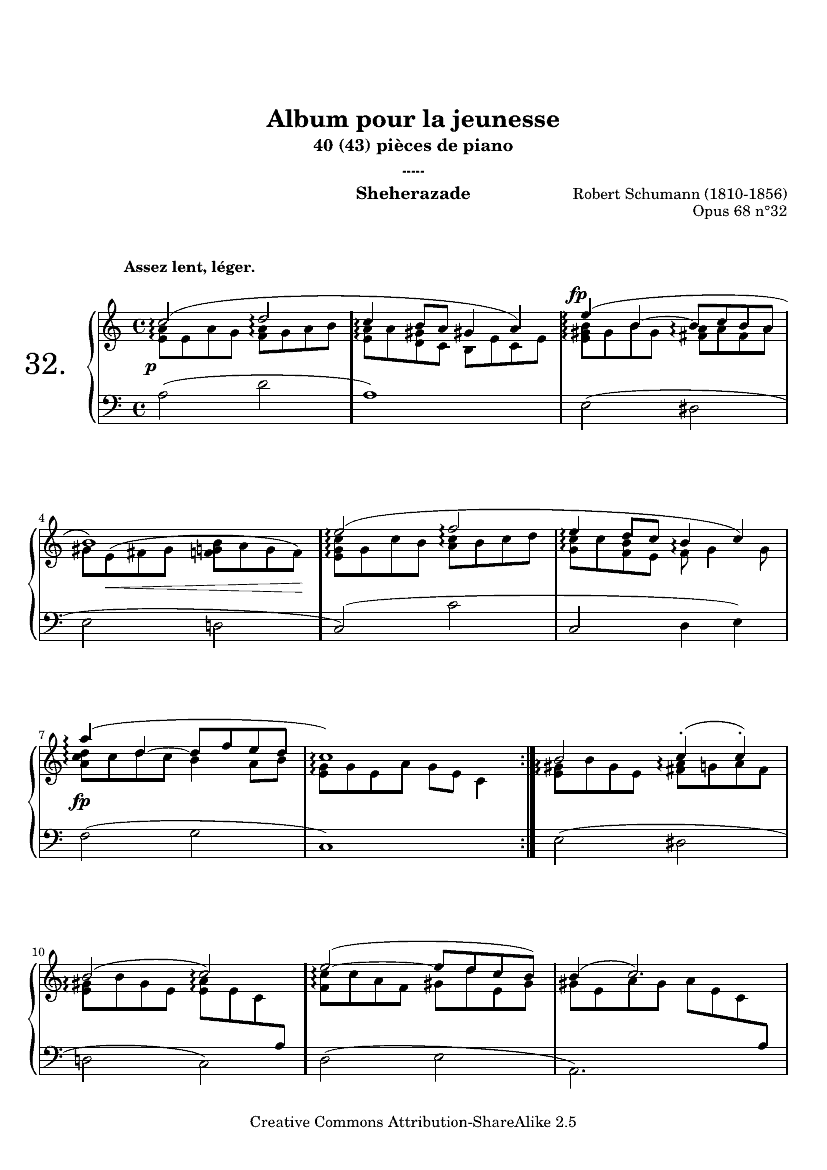 Album pour la jeunesse
40 (43) pièces de piano
-----
Sheherazade
Robert Schumann (1810-1856)
Opus 68 n°32
Assez lent, léger.
32.
fp
p
4
7
fp
10
Creative Commons Attribution-ShareAlike 2.5